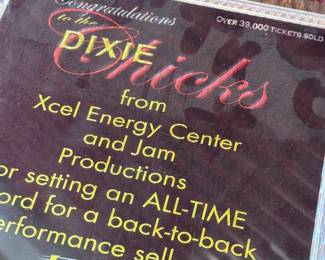 Congratulations
to the
OVER 39,000 TICKETS SOLD
DIXIE
Chicks
from
Xcel Energy Center
and Jam
Productions
or setting an ALL-TIME
ord for a back-to-back
erformance sell